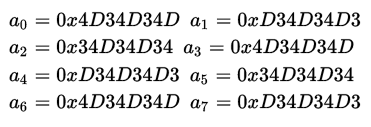 a₀ = 0x4D34D34D a₁ = 0xD34D34D3
a₂ = 0x34D34D34 a₃ = 0x4D34D34D
a₄ = 0xD34D34D3 a₅ = 0x34D34D34
a₆ = 0x4D34D34D a₇ = 0xD34D34D3